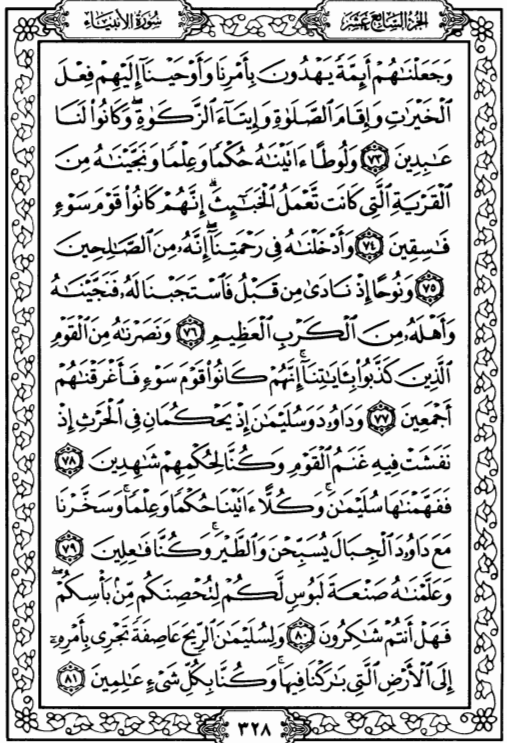 الجزء السابع عشر
سورة الأنبياء
وَجَعَلْنَٰهُمْ أَئِمَّةً يَهْدُونَ بِأَمْرِنَا وَأَوْحَيْنَآ إِلَيْهِمْ فِعْلَ
ٱلْخَيْرَٰتِ وَإِقَامَ ٱلصَّلَوٰةِ وَإِيتَآءَ ٱلزَّكَوٰةِۖ وَكَانُوا۟ لَنَا
عَٰبِدِينَ ٧٣ وَلُوطًا ءَاتَيْنَٰهُ حُكْمًا وَعِلْمًا وَنَجَّيْنَٰهُ مِنَ
ٱلْقَرْيَةِ ٱلَّتِى كَانَت تَّعْمَلُ ٱلْخَبَٰٓئِثَۗ إِنَّهُمْ كَانُوا۟ قَوْمَ سَوْءٍ
فَٰسِقِينَ ٧٤ وَأَدْخَلْنَٰهُ فِى رَحْمَتِنَآۖ إِنَّهُۥ مِنَ ٱلصَّٰلِحِينَ
٧٥ وَنُوحًا إِذْ نَادَىٰ مِن قَبْلُ فَٱسْتَجَبْنَا لَهُۥ فَنَجَّيْنَٰهُ
وَأَهْلَهُۥ مِنَ ٱلْكَرْبِ ٱلْعَظِيمِ ٧٦ وَنَصَرْنَٰهُ مِنَ ٱلْقَوْمِ
ٱلَّذِينَ كَذَّبُوا۟ بِـَٔايَٰتِنَآۚ إِنَّهُمْ كَانُوا۟ قَوْمَ سَوْءٍ فَأَغْرَقْنَٰهُمْ
أَجْمَعِينَ ٧٧ وَدَاوُۥدَ وَسُلَيْمَٰنَ إِذْ يَحْكُمَانِ فِى ٱلْحَرْثِ إِذْ
نَفَشَتْ فِيهِ غَنَمُ ٱلْقَوْمِ وَكُنَّا لِحُكْمِهِمْ شَٰهِدِينَ ٧٨
فَفَهَّمْنَٰهَا سُلَيْمَٰنَۚ وَكُلًّا ءَاتَيْنَا حُكْمًا وَعِلْمًاۚ وَسَخَّرْنَا
مَعَ دَاوُۥدَ ٱلْجِبَالَ يُسَبِّحْنَ وَٱلطَّيْرَۚ وَكُنَّا فَٰعِلِينَ ٧٩
وَعَلَّمْنَٰهُ صَنْعَةَ لَبُوسٍ لَّكُمْ لِتُحْصِنَكُم مِّنۢ بَأْسِكُمْۖ
فَهَلْ أَنتُمْ شَٰكِرُونَ ٨٠ وَلِسُلَيْمَٰنَ ٱلرِّيحَ عَاصِفَةً تَجْرِى بِأَمْرِهِۦٓ
إِلَى ٱلْأَرْضِ ٱلَّتِى بَٰرَكْنَا فِيهَاۚ وَكُنَّا بِكُلِّ شَىْءٍ عَٰلِمِينَ ٨١
٣٢٨